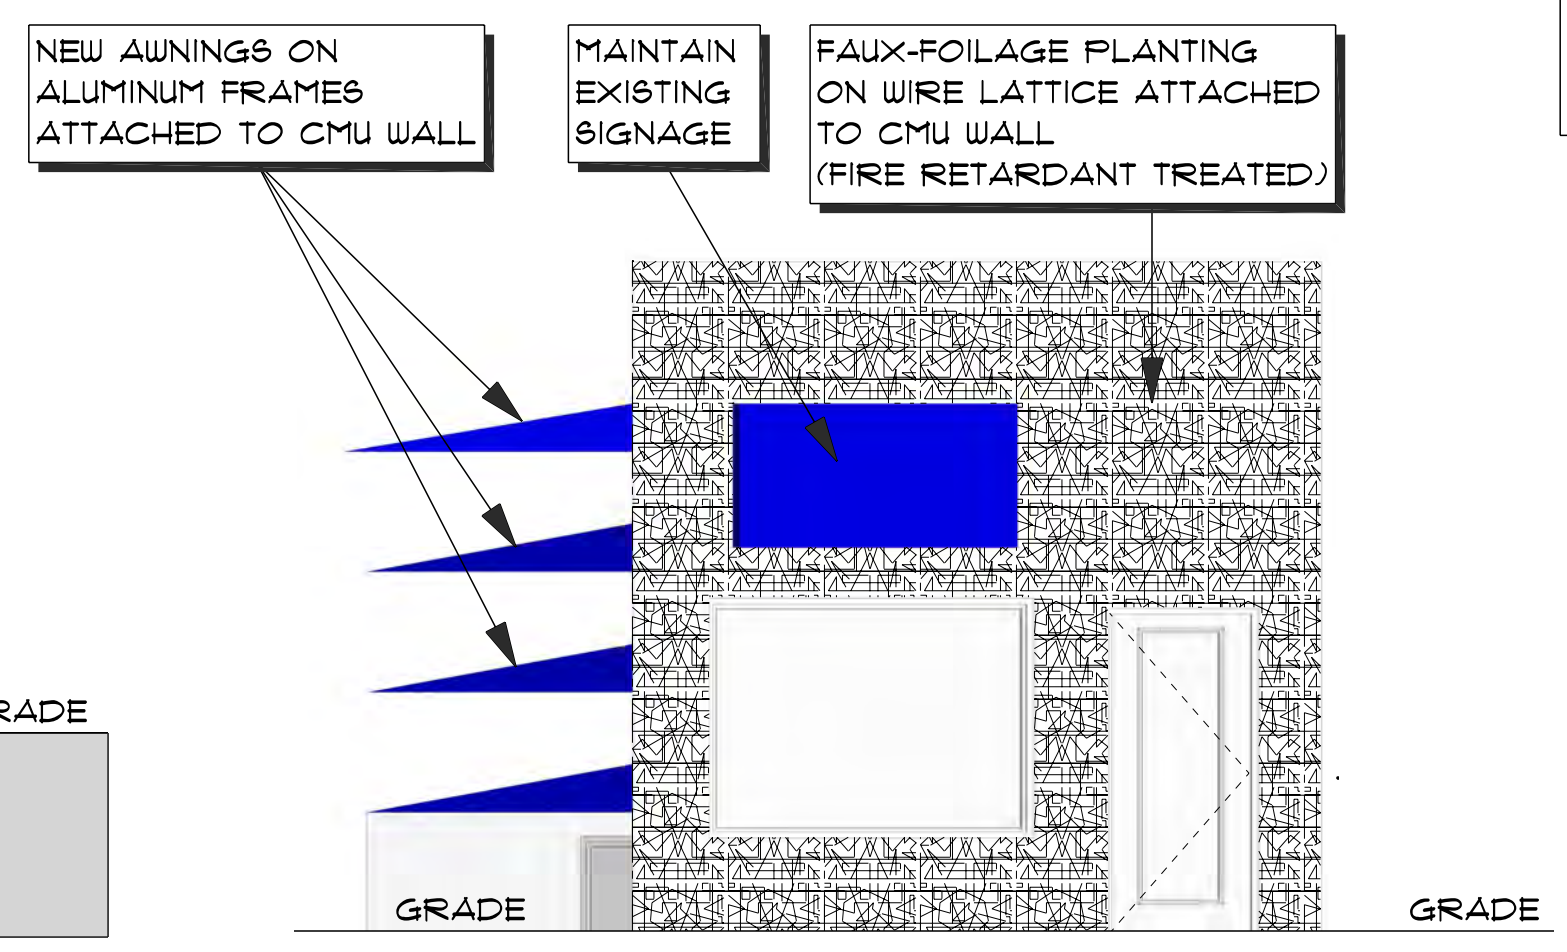 NEW AWNINGS ON
ALUMINUM FRAMES
ATTACHED TO CMU WALL
MAINTAIN
EXISTING
SIGNAGE
FAUX-FOILAGE PLANTING
ON WIRE LATTICE ATTACHED
TO CMU WALL
(FIRE RETARDANT TREATED)
RADE
GRADE
GRADE